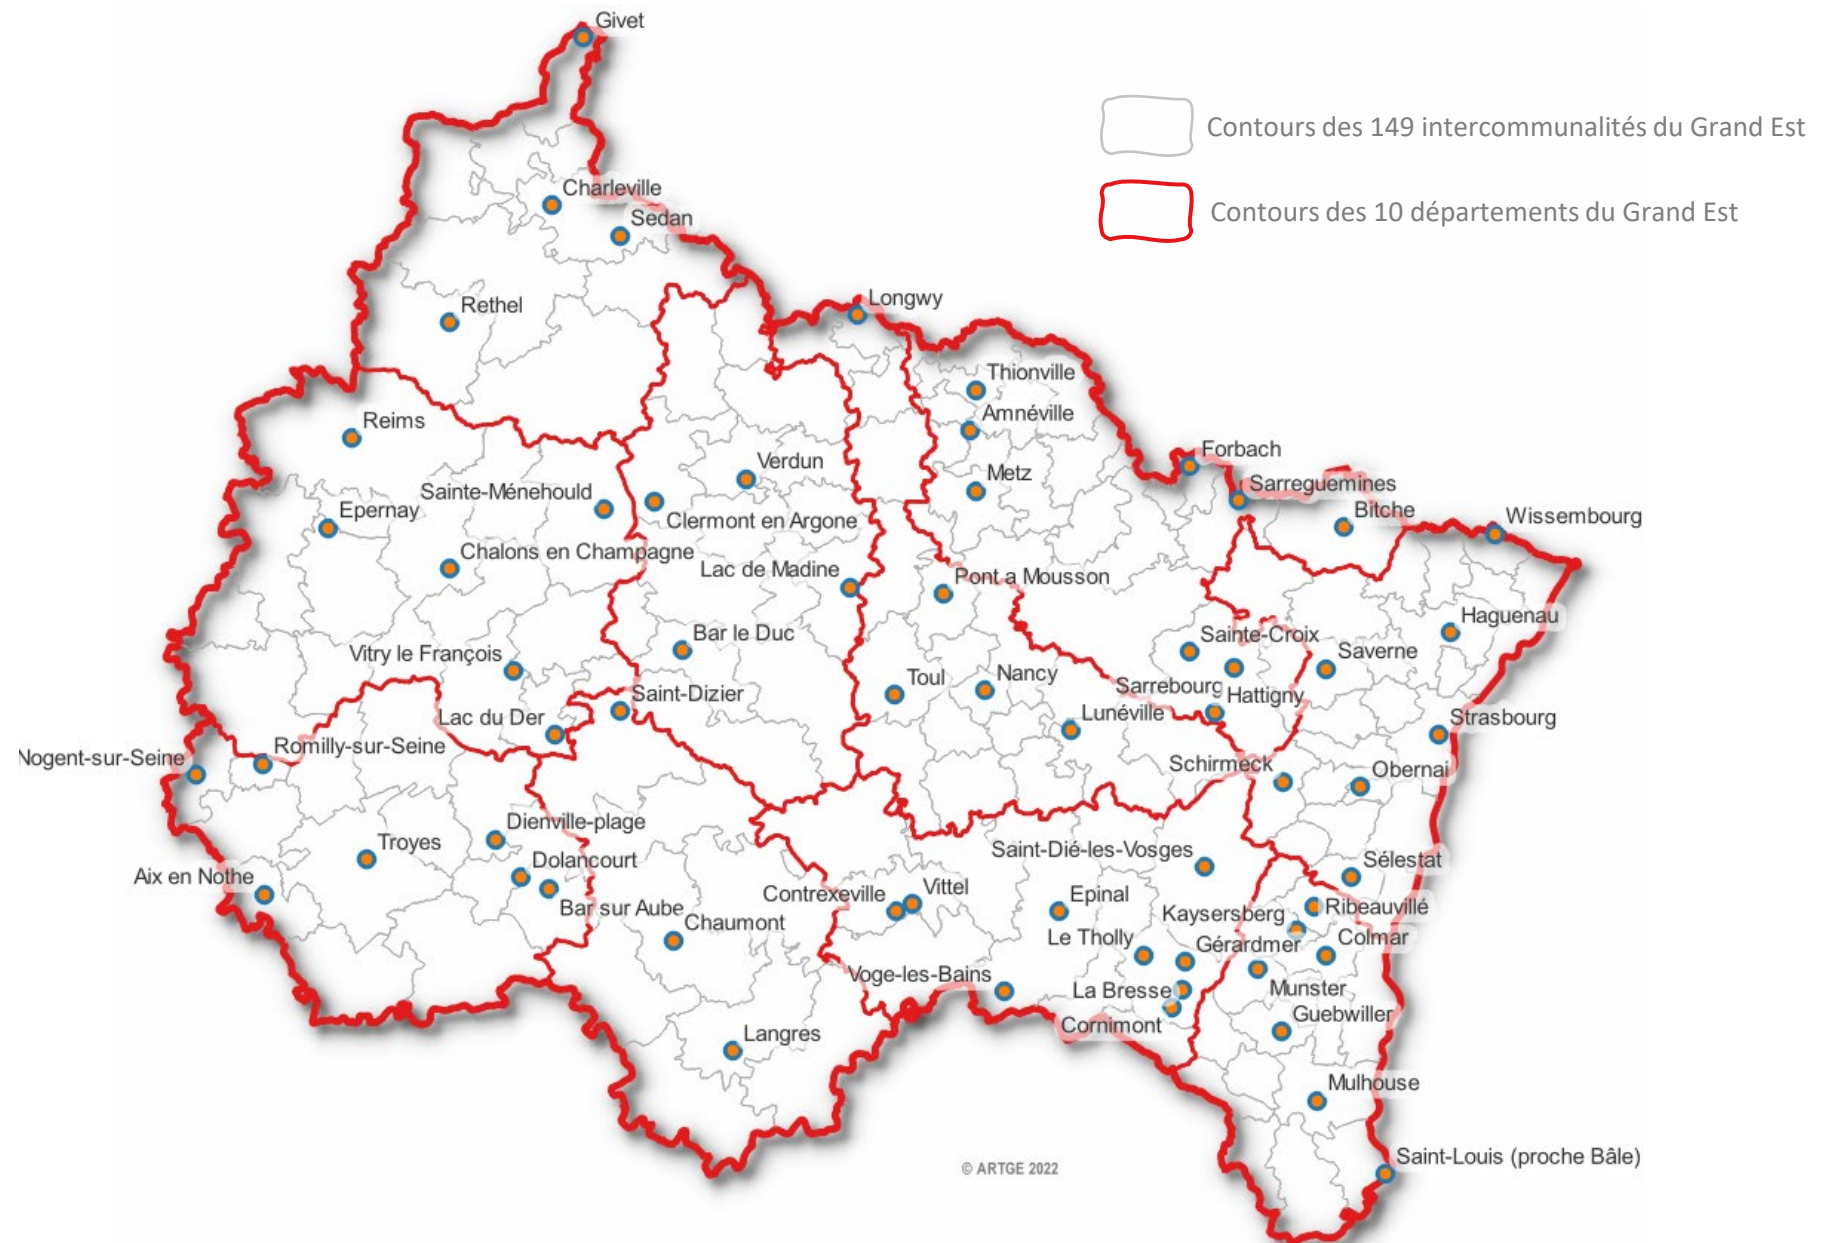 Givet
Contours des 149 intercommunalités du Grand Est
Charleville
Contours des 10 départements du Grand Est
Sedan
Longwy
Rethel
Thionville
Amnéville
Reims
Forbach
Verdun
Metz
Sarreguemines
Sainte-Ménehould
Epernay
Bitche
Wissembourg
Clermont en Argone
Chalons en Champagne
Lac de Madine
Pont a Mousson
Haguenau
Bar le Duc
Sainte-Croix
Vitry le François
Saverne
Toul
Nancy
Sarrebourg
Hattigny
Saint-Dizier
Lunéville
Lac du Der
Strasbourg
Romilly-sur-Seine
Nogent-sur-Seine
Schirmeck
Obernai
Dienville-plage
Troyes
Saint-Dié-les-Vosges
Dolancourt
Sélestat
Aix en Nothe
Contrexeville
Vittel
Epinal
Bar sur Aube
Kaysersberg
Ribeauvillé
Chaumont
Le Tholly
Gérardmer
Colmar
Voge-les-Bains
La Bresse
Munster
Cornimont
Guebwiller
Langres
Mulhouse
Saint-Louis (proche Bâle)
© ARTGE 2022